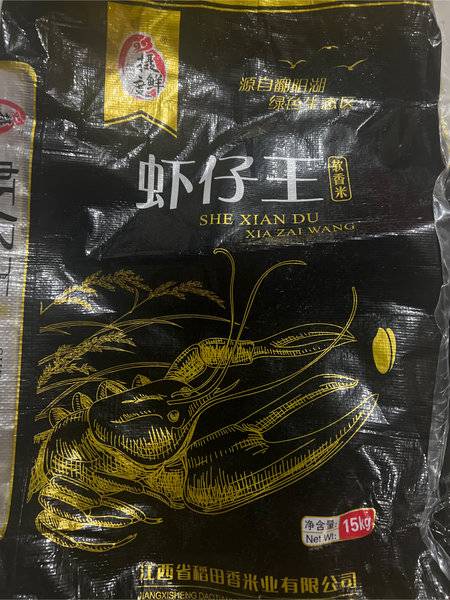 源自鄱阳湖
绿色生态区
虾仔王
软香米
SHE XIAN DU
XIA ZAI WANG
净含量:
Net Wt:
15kg
江西省稻田香米业有限公司